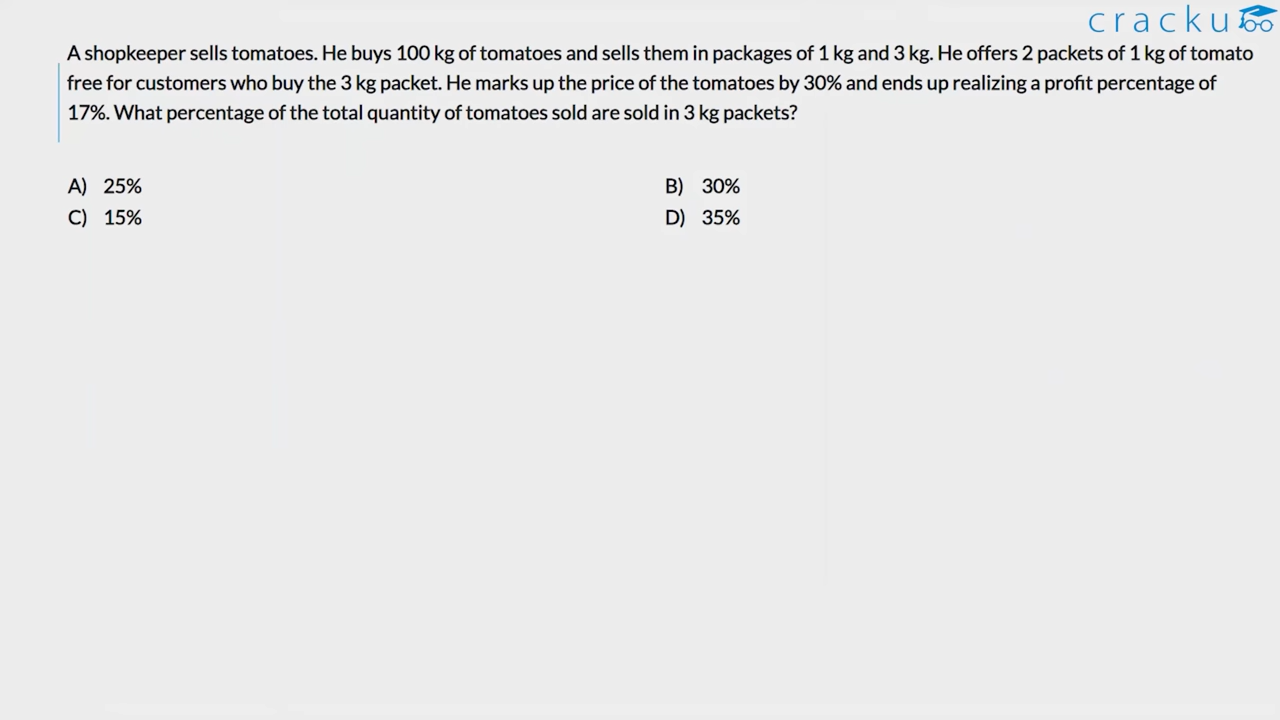 cracku
A shopkeeper sells tomatoes. He buys 100 kg of tomatoes and sells them in packages of 1 kg and 3 kg. He offers 2 packets of 1 kg of tomato
free for customers who buy the 3 kg packet. He marks up the price of the tomatoes by 30% and ends up realizing a profit percentage of
17%. What percentage of the total quantity of tomatoes sold are sold in 3 kg packets?
A) 25% B) 30%
C) 15% D) 35%